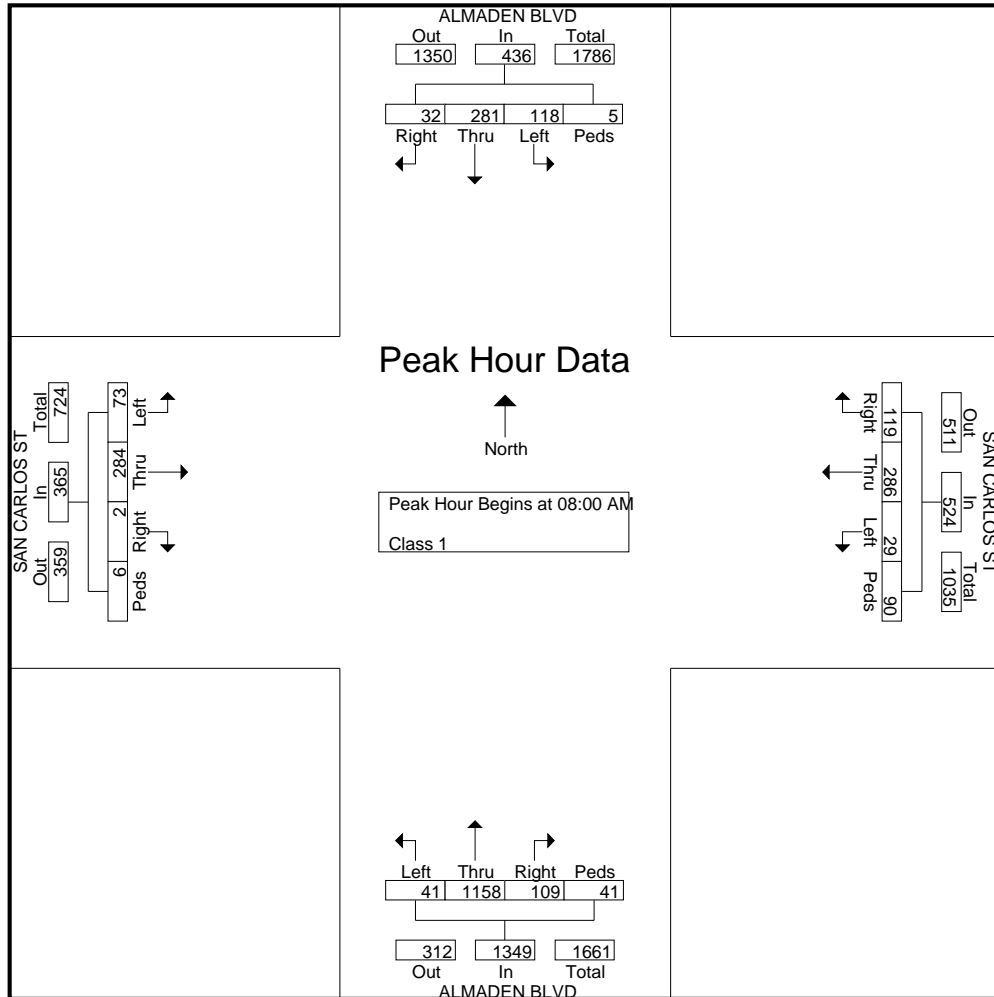 ALMADEN BLVD
Out In Total
1350 436 1786
32 281 118 5
Right Thru Left Peds
Peak Hour Data
North
Peak Hour Begins at 08:00 AM
Class 1
SAN CARLOS ST
Total In Out
724 365 359
73 284 2 6
Left Thru Right Peds
Right Thru Left Peds
119 286 29 90
Out In Total
511 524 1035
SAN CARLOS ST
Left Thru Right Peds
41 1158 109 41
312 1349 1661
Out In Total
ALMADEN BLVD